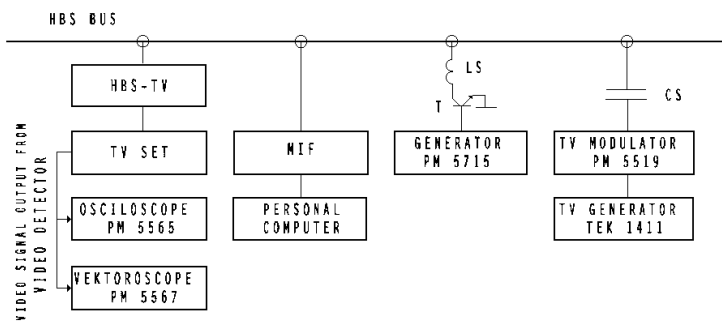 HBS BUS
HBS-TV
TV SET
OSCILOSCOPE
PM 5565
VEKTOROSCOPE
PM 5567
VIDEO SIGNAL OUTPUT FROM
VIDEO DETECTOR
MIF
PERSONAL
COMPUTER
LS
T
GENERATOR
PM 5715
CS
TV MODULATOR
PM 5519
TV GENERATOR
TEK 1411